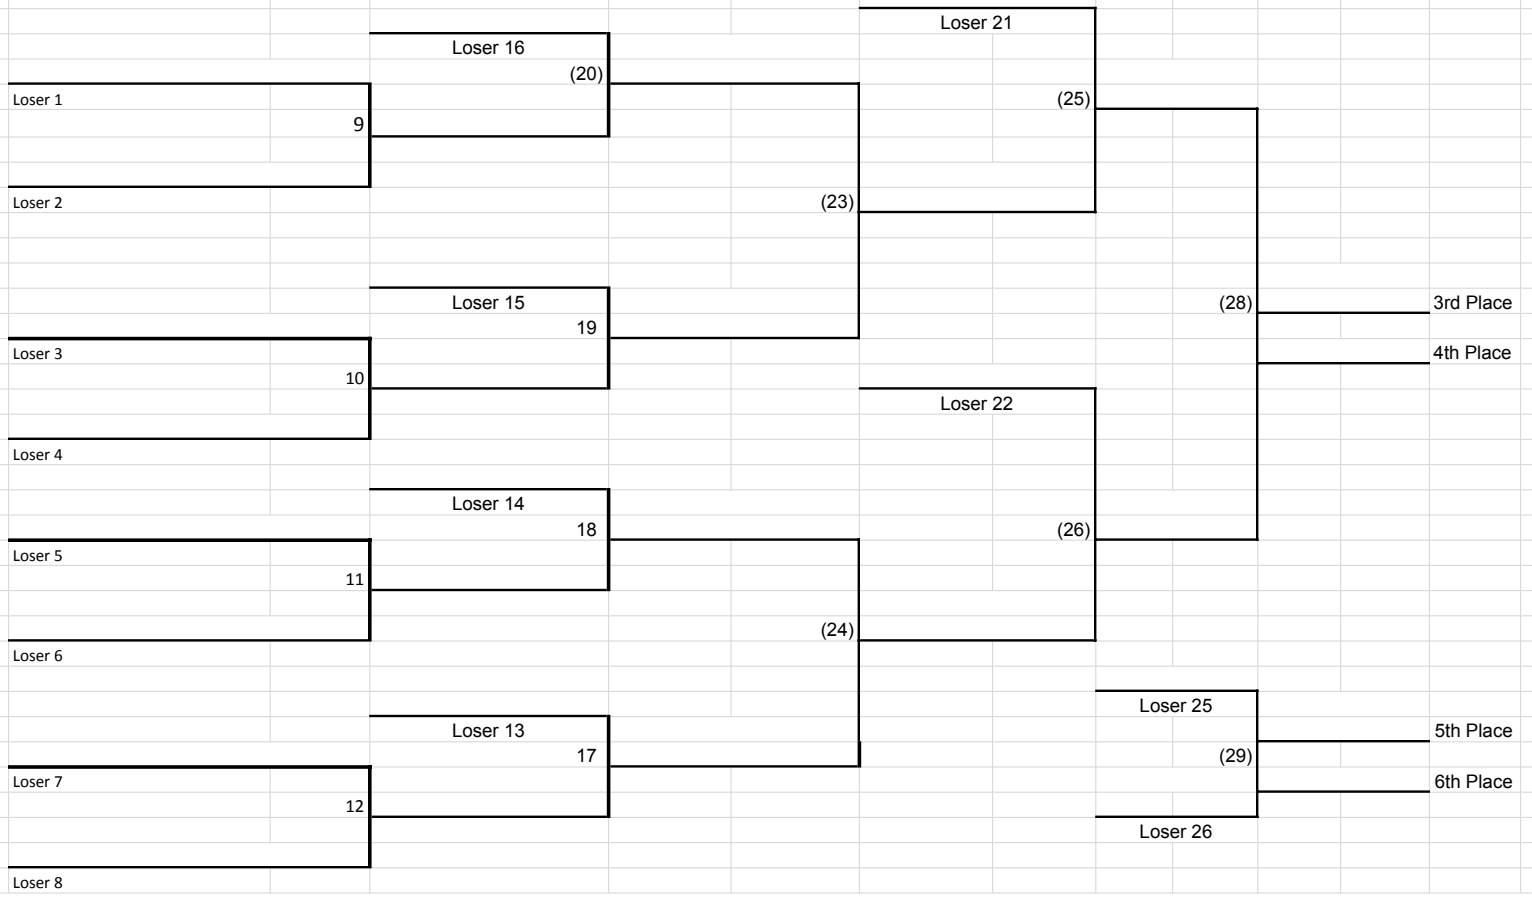 Loser 21
Loser 16
(20)
(25)
Loser 1
9
(23)
Loser 2
Loser 15
(28)
3rd Place
19
Loser 3
4th Place
10
Loser 22
Loser 4
Loser 14
18
(26)
Loser 5
11
(24)
Loser 6
Loser 25
Loser 13
5th Place
17
(29)
Loser 7
6th Place
12
Loser 26
Loser 8